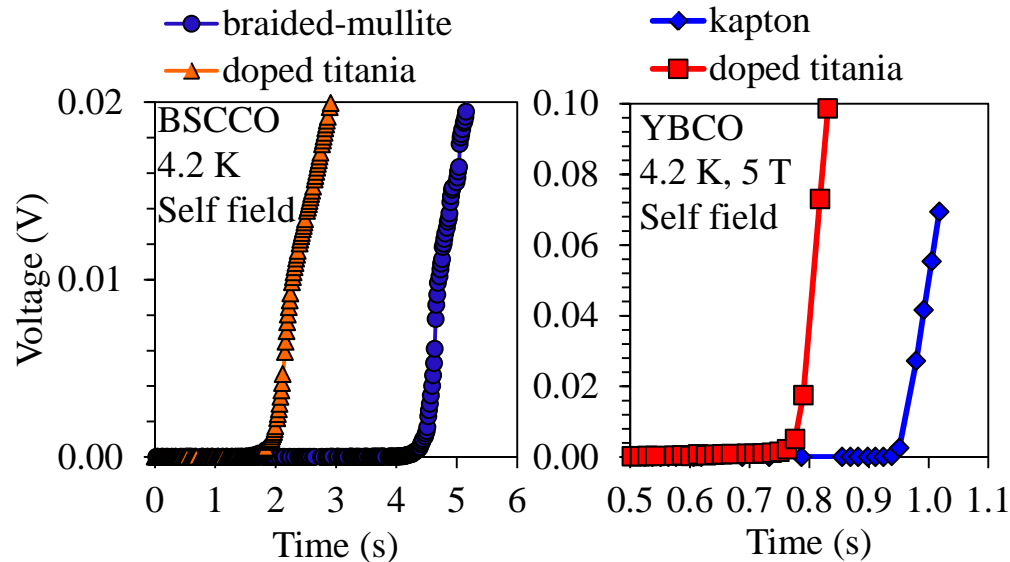 braided-mullite
doped titania
kapton
doped titania
Voltage (V)
0.02
0.01
0.00
BSCCO
4.2 K
Self field
0 1 2 3 4 5 6
Time (s)
0.10
0.08
0.06
0.04
0.02
0.00
YBCO
4.2 K, 5 T
Self field
0.5 0.6 0.7 0.8 0.9 1.0 1.1
Time (s)